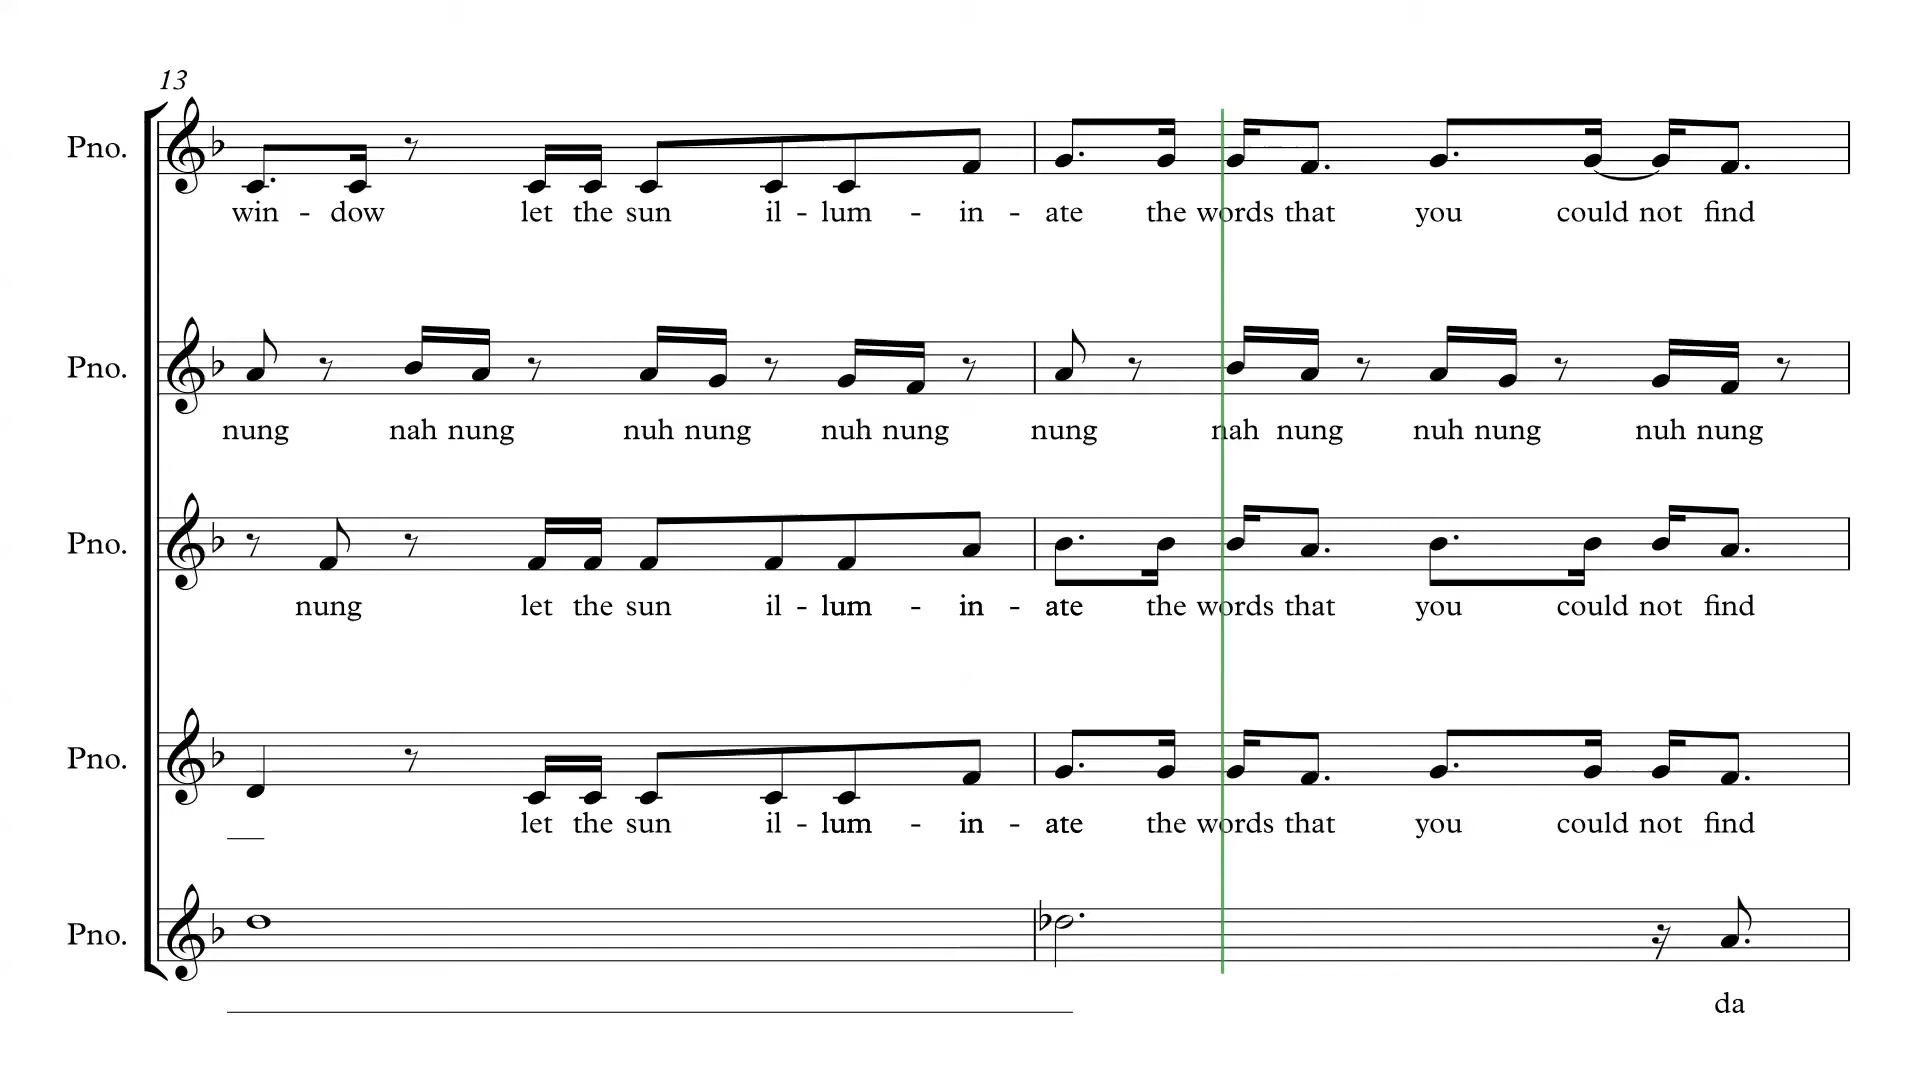 13
Pno.
win - dow let the sun il - lum - in - ate the words that you could not find
Pno.
nung nah nung nuh nung nuh nung nung nah nung nuh nung nuh nung
Pno.
nung let the sun il - lum - in - ate the words that you could not find
Pno.
let the sun il - lum - in - ate the words that you could not find
Pno.
da